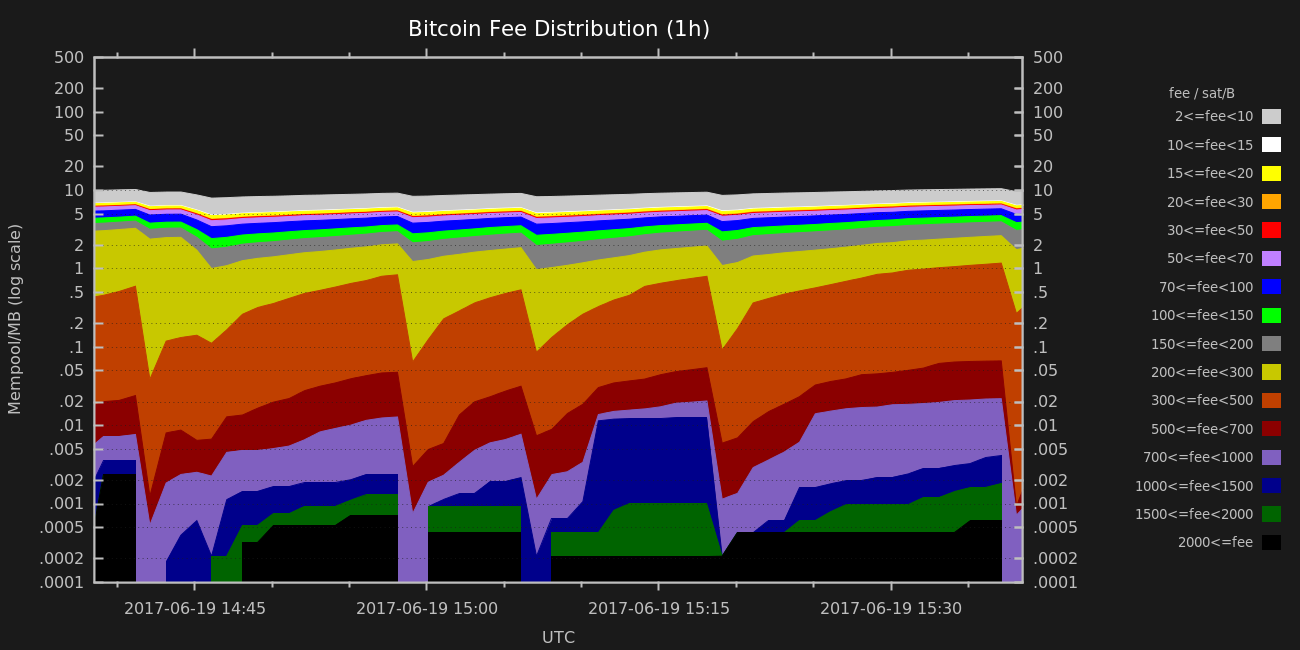 Bitcoin Fee Distribution (1h)
500 500
200 200
100 100
50 50
20 20
10 10
5 5
2 2
1 1
.5 .5
.2 .2
.1 .1
.05 .05
.02 .02
.01 .01
.005 .005
.002 .002
.001 .001
.0005 .0005
.0002 .0002
.0001 .0001
Mempool/MB (log scale)
2017-06-19 14:45 2017-06-19 15:00 2017-06-19 15:15 2017-06-19 15:30
UTC
fee / sat/B
2<=fee<10
10<=fee<15
15<=fee<20
20<=fee<30
30<=fee<50
50<=fee<70
70<=fee<100
100<=fee<150
150<=fee<200
200<=fee<300
300<=fee<500
500<=fee<700
700<=fee<1000
1000<=fee<1500
1500<=fee<2000
2000<=fee